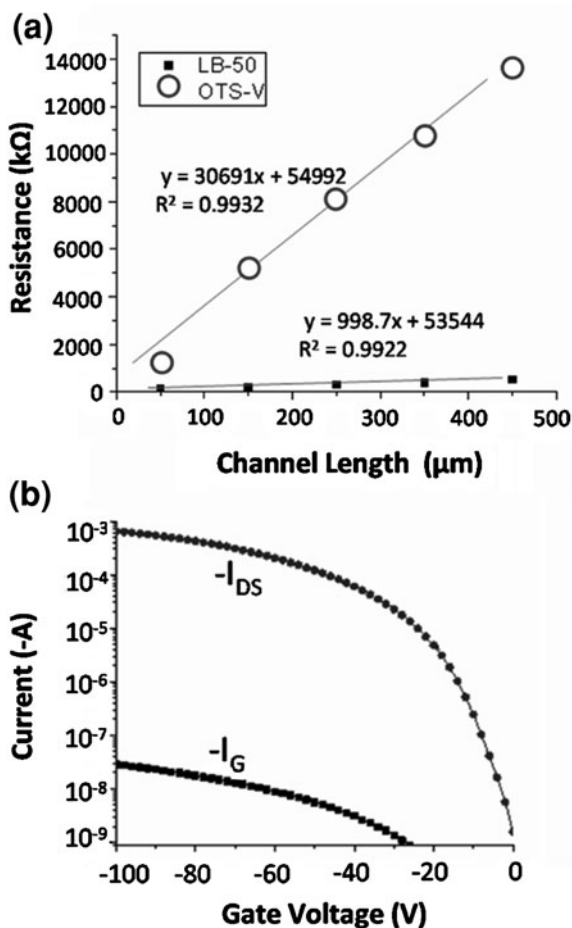 (a)
14000
12000
10000
8000
6000
4000
2000
0
LB-50
OTS-V
y = 30691x + 54992
R² = 0.9932
y = 998.7x + 53544
R² = 0.9922
Resistance (kΩ)
0 100 200 300 400 500
Channel Length (μm)
(b)
10⁻³
10⁻⁴
10⁻⁵
10⁻⁶
10⁻⁷
10⁻⁸
10⁻⁹
-I_DS
-I_G
Current (-A)
-100 -80 -60 -40 -20 0
Gate Voltage (V)